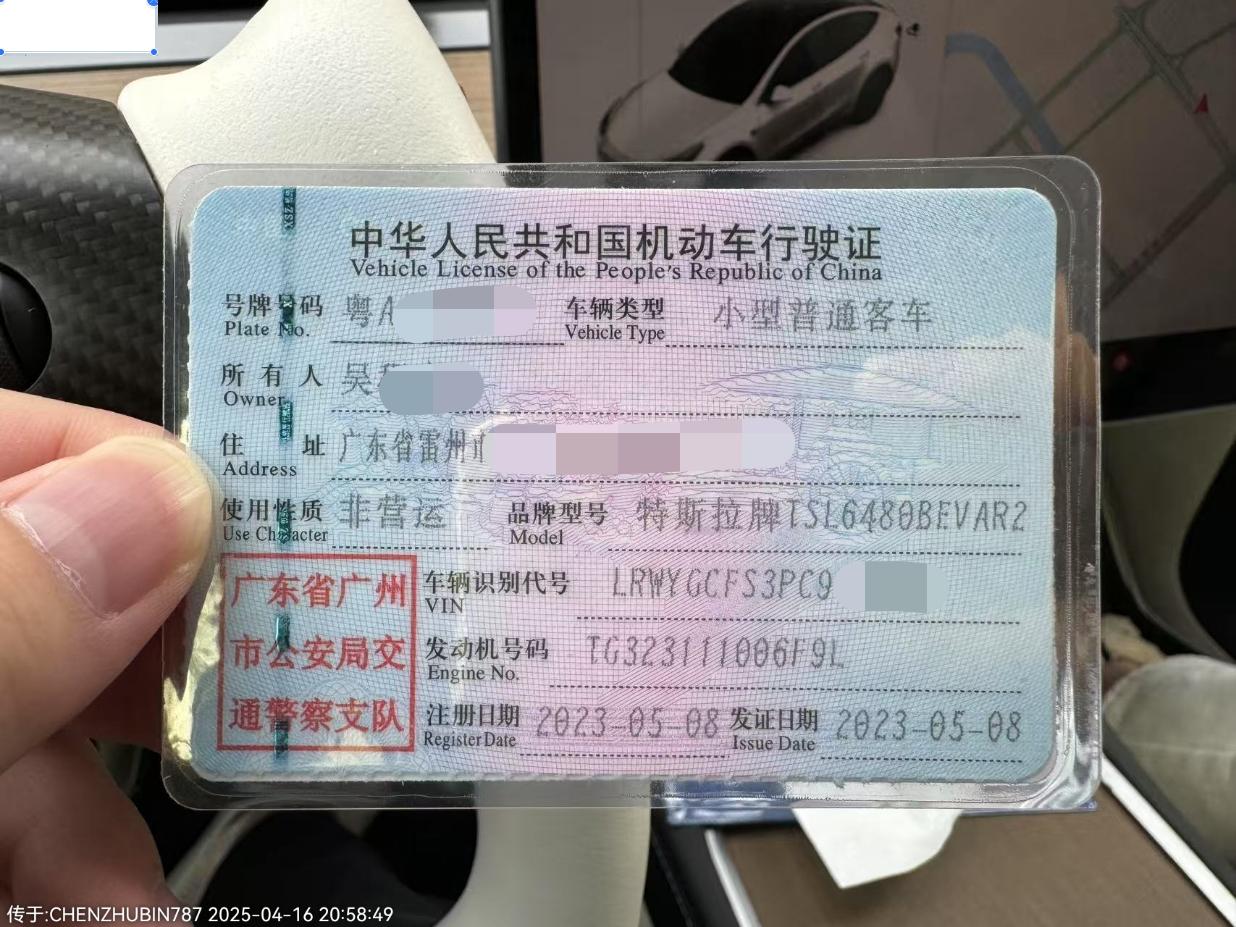 中华人民共和国机动车行驶证
Vehicle License of the People's Republic of China
号牌号码 粤A 车辆类型 小型普通客车
Plate No. Vehicle Type
所有人 吴
Owner
住址 广东省雷州市
Address
使用性质 非营运 品牌型号 特斯拉牌TSL6480BEVAR2
Use Character Model
广东省广州
市公安局交
通警察支队
车辆识别代号 LRWYGCFS3PC9
VIN
发动机号码 TG323111006F9L
Engine No.
注册日期 2023-05-08 发证日期 2023-05-08
Register Date Issue Date
传于:CHENZHUBIN787 2025-04-16 20:58:49